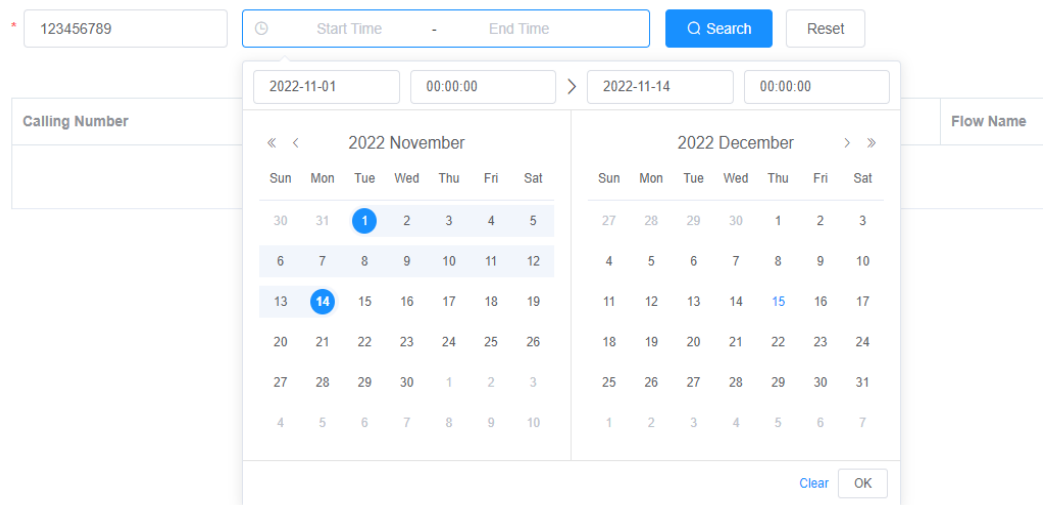 * 123456789 Start Time - End Time Search Reset
2022-11-01 00:00:00 > 2022-11-14 00:00:00
Calling Number Flow Name
« < 2022 November
Sun Mon Tue Wed Thu Fri Sat
30 31 1 2 3 4 5
6 7 8 9 10 11 12
13 14 15 16 17 18 19
20 21 22 23 24 25 26
27 28 29 30 1 2 3
4 5 6 7 8 9 10
2022 December > »
Sun Mon Tue Wed Thu Fri Sat
27 28 29 30 1 2 3
4 5 6 7 8 9 10
11 12 13 14 15 16 17
18 19 20 21 22 23 24
25 26 27 28 29 30 31
1 2 3 4 5 6 7
Clear OK